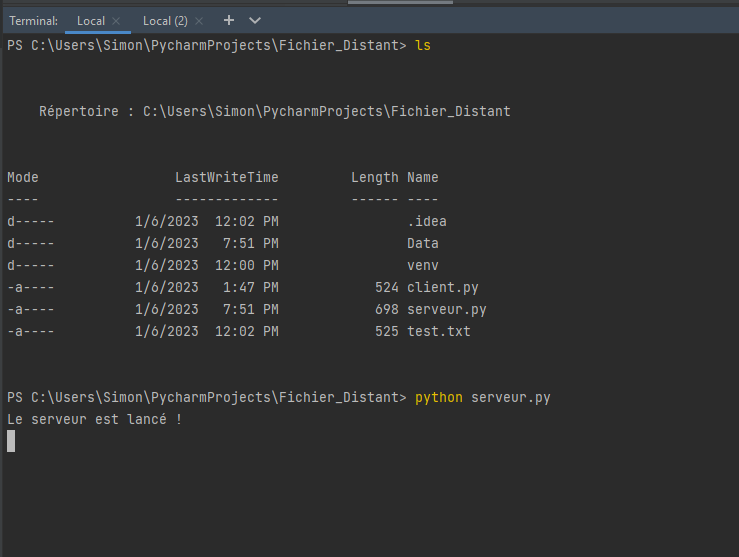 Terminal: Local × Local (2) × +
PS C:\Users\Simon\PycharmProjects\Fichier_Distant> ls
Répertoire : C:\Users\Simon\PycharmProjects\Fichier_Distant
Mode LastWriteTime Length Name
---- ------------- ------ ----
d----- 1/6/2023 12:02 PM .idea
d----- 1/6/2023 7:51 PM Data
d----- 1/6/2023 12:00 PM venv
-a---- 1/6/2023 1:47 PM 524 client.py
-a---- 1/6/2023 7:51 PM 698 serveur.py
-a---- 1/6/2023 12:02 PM 525 test.txt
PS C:\Users\Simon\PycharmProjects\Fichier_Distant> python serveur.py
Le serveur est lancé !